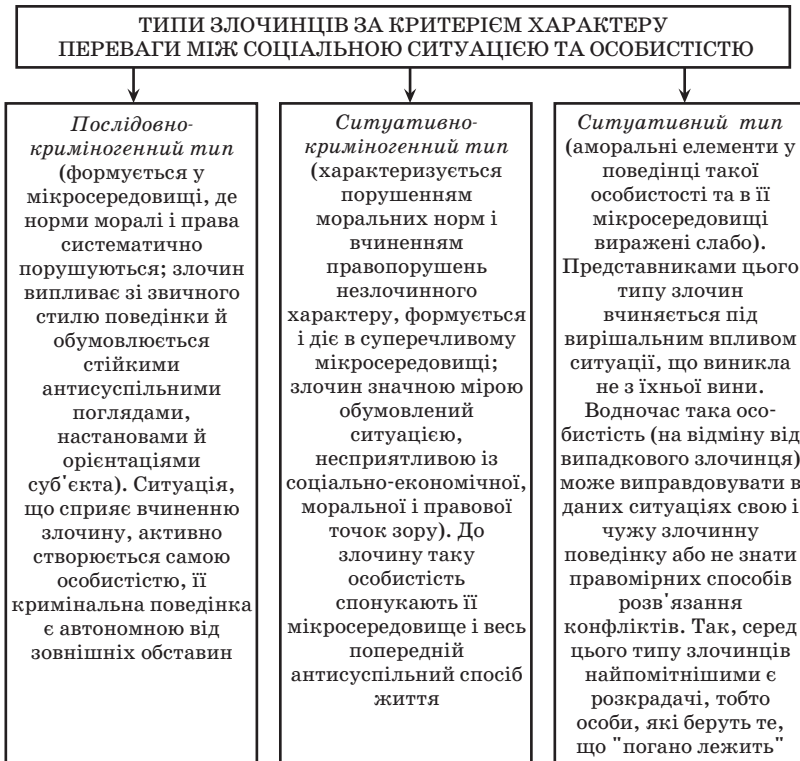 ТИПИ ЗЛОЧИНЦІВ ЗА КРИТЕРІЄМ ХАРАКТЕРУ
ПЕРЕВАГИ МІЖ СОЦІАЛЬНОЮ СИТУАЦІЄЮ ТА ОСОБИСТІСТЮ
Послідовно-
криміногенний тип
(формується у
мікросередовищі, де
норми моралі і права
систематично
порушуються; злочин
випливає зі звичного
стилю поведінки й
обумовлюється
стійкими
антисуспільними
поглядами,
настановами й
орієнтаціями
суб'єкта). Ситуація,
що сприяє вчиненню
злочину, активно
створюється самою
особистістю, її
кримінальна поведінка
є автономною від
зовнішніх обставин
Ситуативно-
криміногенний тип
(характеризується
порушенням
моральних норм і
вчиненням
правопорушень
незлочинного
характеру, формується
і діє в суперечливому
мікросередовищі;
злочин значною мірою
обумовлений
ситуацією,
несприятливою із
соціально-економічної,
моральної і правової
точок зору). До
злочину таку
особистість
спонукають її
мікросередовище і весь
попередній
антисуспільний спосіб
життя
Ситуативний тип
(аморальні елементи у
поведінці такої
особистості та в її
мікросередовищі
виражені слабо).
Представниками цього
типу злочин
вчиняється під
вирішальним впливом
ситуації, що виникла
не з їхньої вини.
Водночас така осо-
бистість (на відміну від
випадкового злочинця)
може виправдовувати в
даних ситуаціях свою і
чужу злочинну
поведінку або не знати
правомірних способів
розв'язання
конфліктів. Так, серед
цього типу злочинців
найпомітнішими є
розкрадачі, тобто
особи, які беруть те,
що "погано лежить"